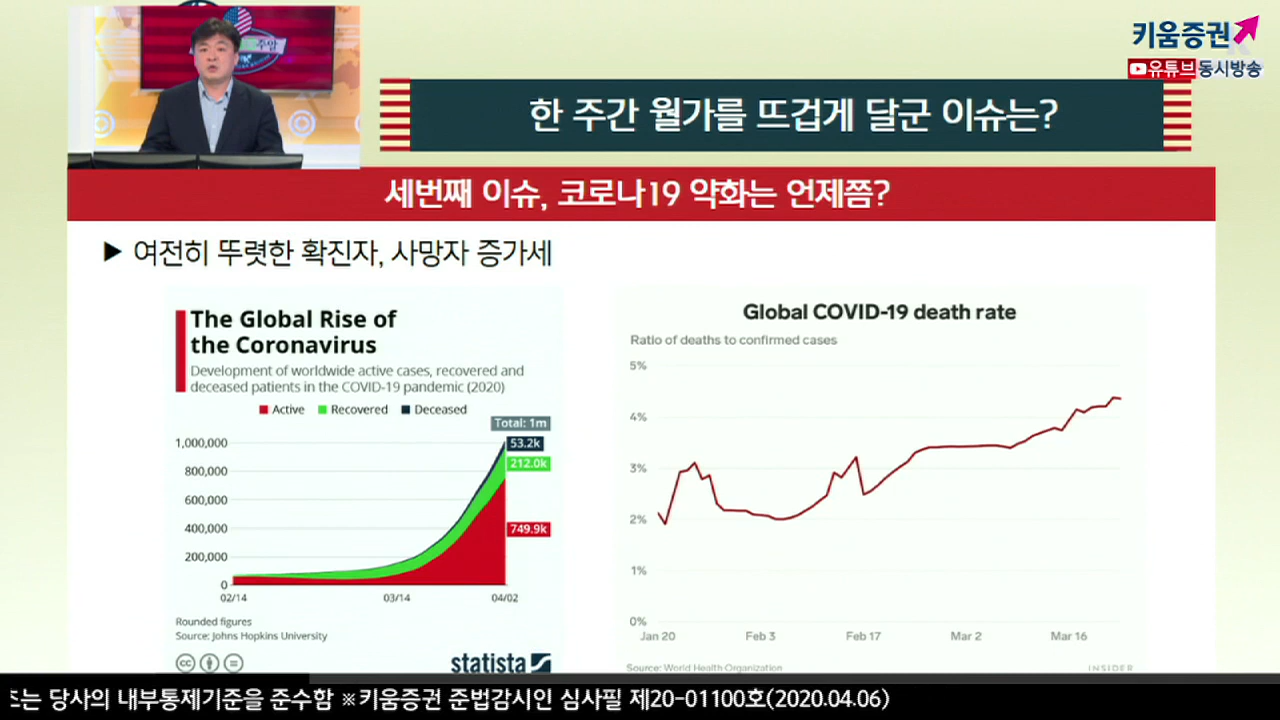 주암
키움증권
유튜브동시방송
한 주간 월가를 뜨겁게 달군 이슈는?
세번째 이슈, 코로나19 약화는 언제쯤?
▶ 여전히 뚜렷한 확진자, 사망자 증가세
The Global Rise of
the Coronavirus
Development of worldwide active cases, recovered and
deceased patients in the COVID-19 pandemic (2020)
Active Recovered Deceased
Total: 1m
1,000,000
53.2k
212.0k
800,000
600,000
749.9k
400,000
200,000
0
02/14 03/14 04/02
Rounded figures
Source: Johns Hopkins University
cc
statista
Global COVID-19 death rate
Ratio of deaths to confirmed cases
5%
4%
3%
2%
1%
0%
Jan 20 Feb 3 Feb 17 Mar 2 Mar 16
Source: World Health Organization
INSIDER
는 당사의 내부통제기준을 준수함 ※키움증권 준법감시인 심사필 제20-01100호(2020.04.06)